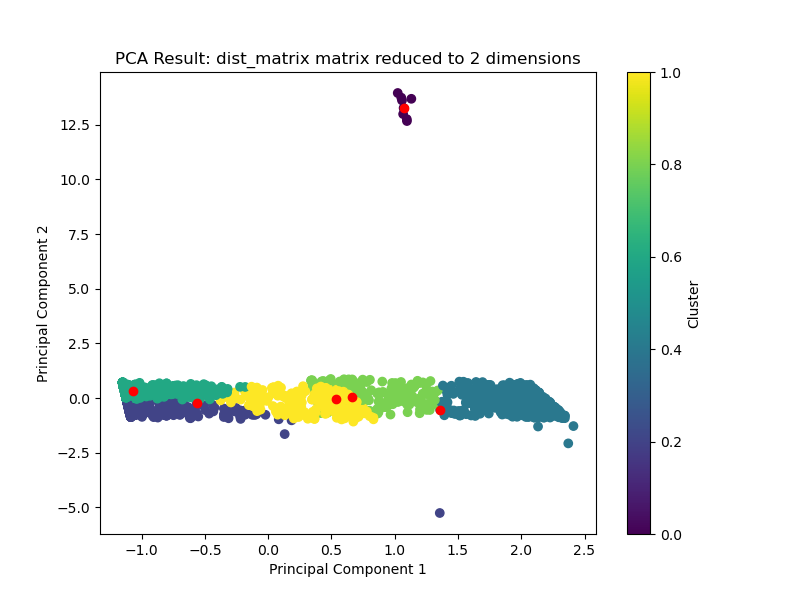 PCA Result: dist_matrix matrix reduced to 2 dimensions
12.5
10.0
7.5
5.0
2.5
0.0
−2.5
−5.0
Principal Component 2
−1.0 −0.5 0.0 0.5 1.0 1.5 2.0 2.5
Principal Component 1
1.0
0.8
0.6
0.4
0.2
0.0
Cluster